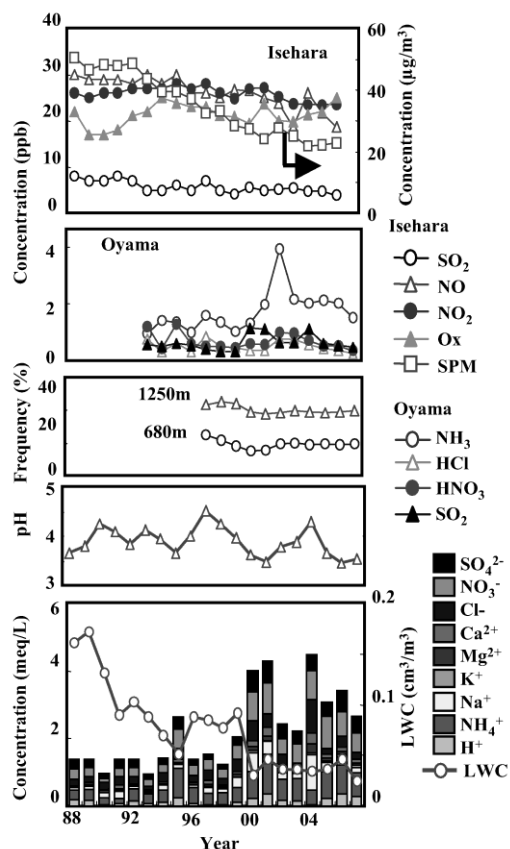 40
60
Isehara
30
40
20
20
10
0
0
Concentration (ppb)
Concentration (µg/m³)
Oyama
4
2
0
Isehara
SO₂
NO
NO₂
Ox
SPM
Oyama
NH₃
HCl
HNO₃
SO₂
Frequency (%)
40
20
0
1250m
680m
pH
5
4
3
Concentration (meq/L)
6
4
2
0
0.2
0.1
0
LWC (cm³/m³)
88 92 96 00 04
Year
SO₄²⁻
NO₃⁻
Cl-
Ca²⁺
Mg²⁺
K⁺
Na⁺
NH₄⁺
H⁺
LWC